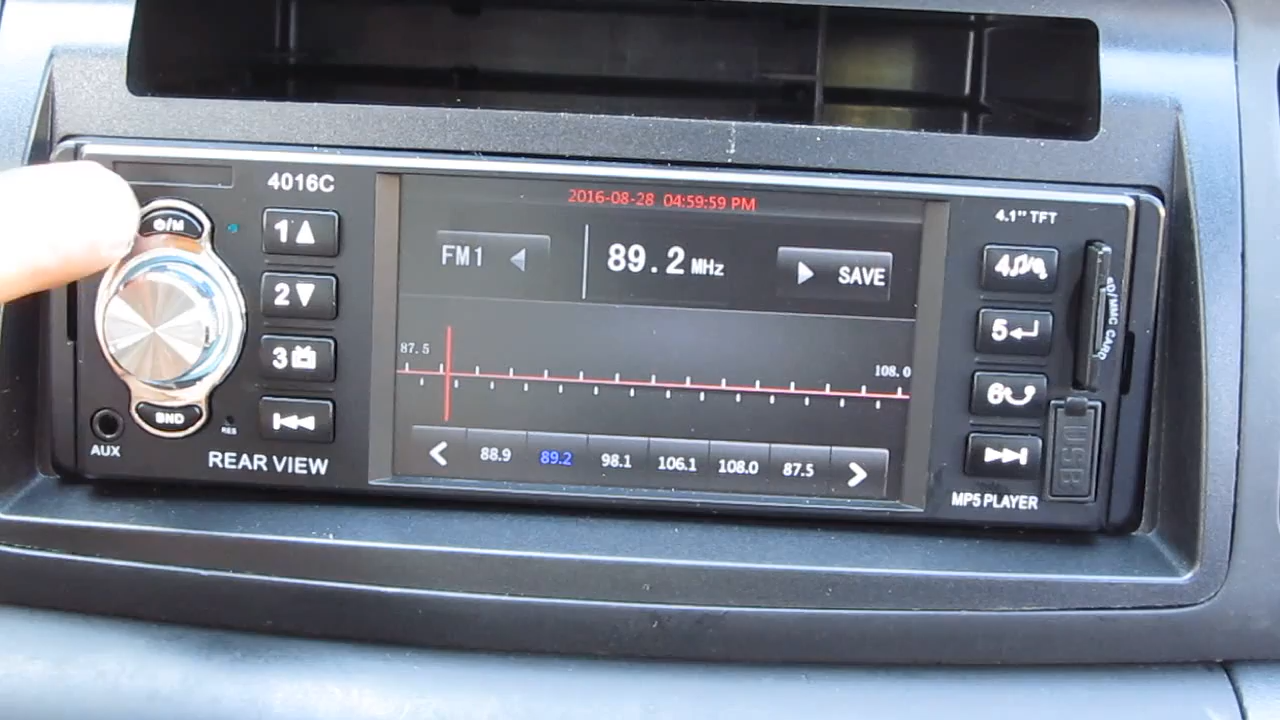 4016C
⏻/M
1▲
2▼
3
BND
AUX
RES
REAR VIEW
2016-08-28 04:59:59 PM
FM1 ◀ 89.2 MHz ▶ SAVE
87.5 108.0
88.9 89.2 98.1 106.1 108.0 87.5
4.1" TFT
4
5
6
SD/MMC CARD
USB
MP5 PLAYER